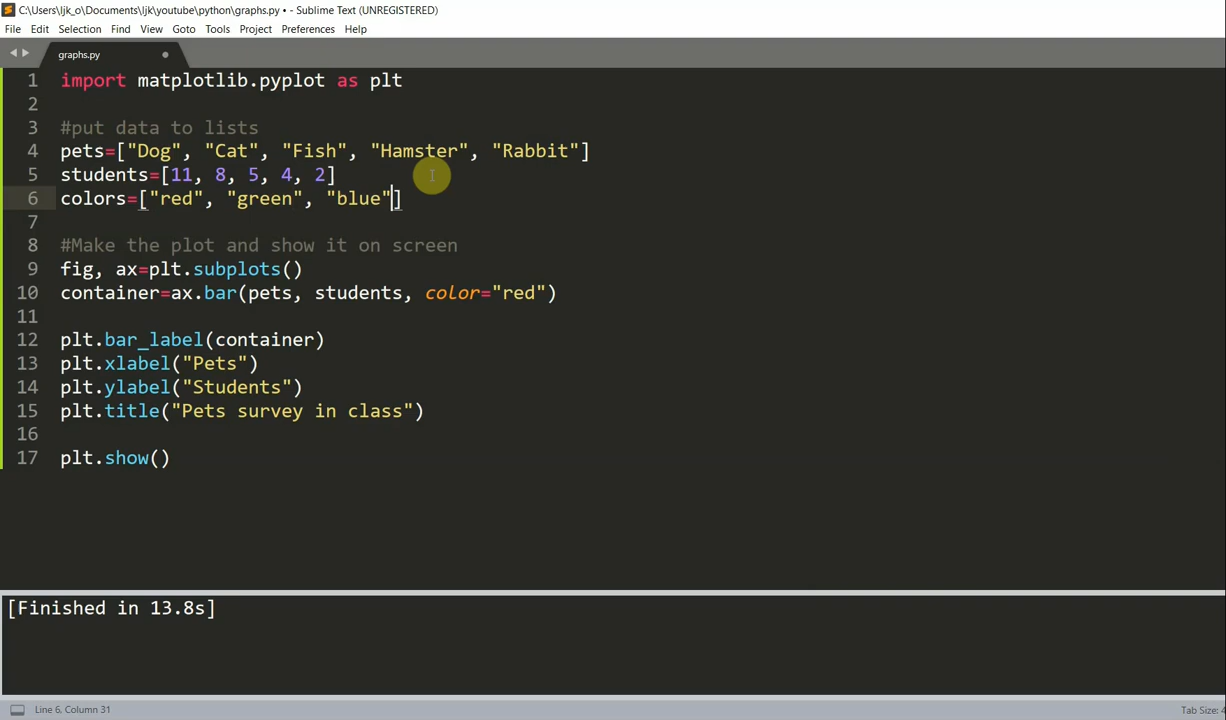 C:\Users\ljk_o\Documents\ljk\youtube\python\graphs.py • - Sublime Text (UNREGISTERED)
File Edit Selection Find View Goto Tools Project Preferences Help
graphs.py
1 import matplotlib.pyplot as plt
2
3 #put data to lists
4 pets=["Dog", "Cat", "Fish", "Hamster", "Rabbit"]
5 students=[11, 8, 5, 4, 2]
6 colors=["red", "green", "blue"]
7
8 #Make the plot and show it on screen
9 fig, ax=plt.subplots()
10 container=ax.bar(pets, students, color="red")
11
12 plt.bar_label(container)
13 plt.xlabel("Pets")
14 plt.ylabel("Students")
15 plt.title("Pets survey in class")
16
17 plt.show()
[Finished in 13.8s]
Line 6, Column 31 Tab Size: 4